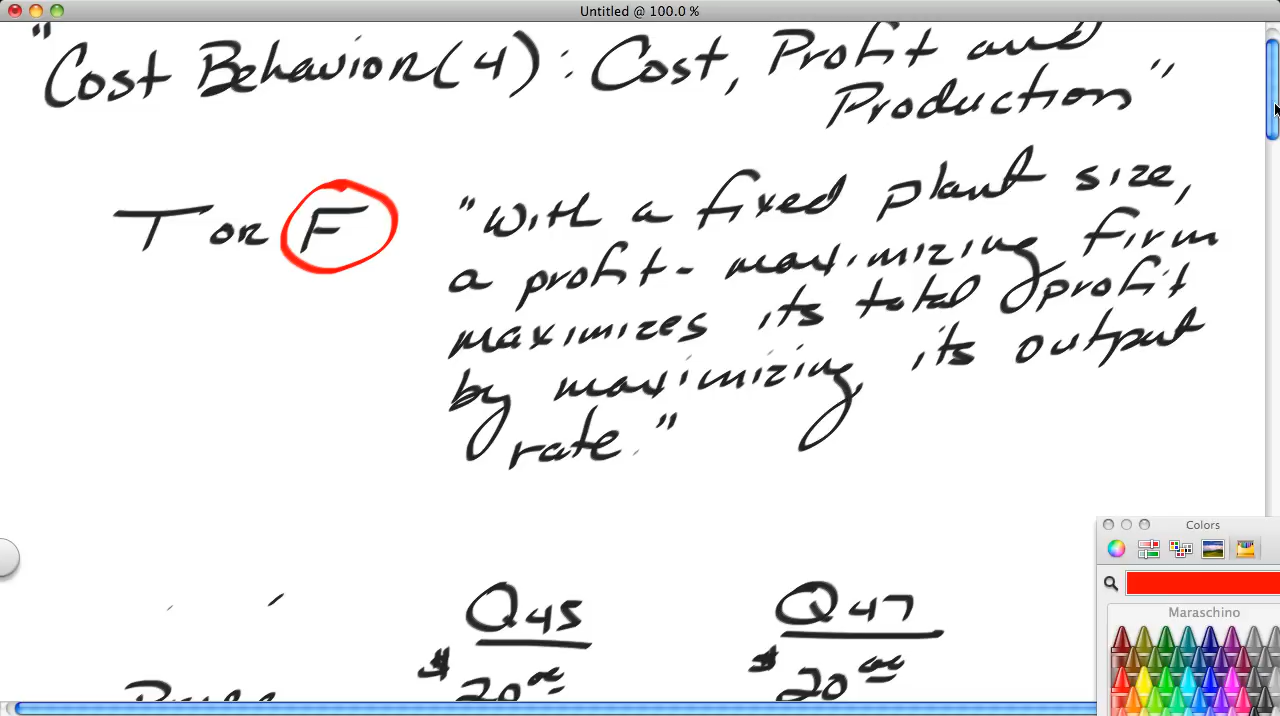 Untitled @ 100.0 %
"Cost Behavior(4): Cost, Profit and
Production"
T or F
"With a fixed plant size,
a profit-maximizing firm
maximizes its total profit
by maximizing its output
rate."
Colors
Maraschino
Q45 Q47
$20 $20